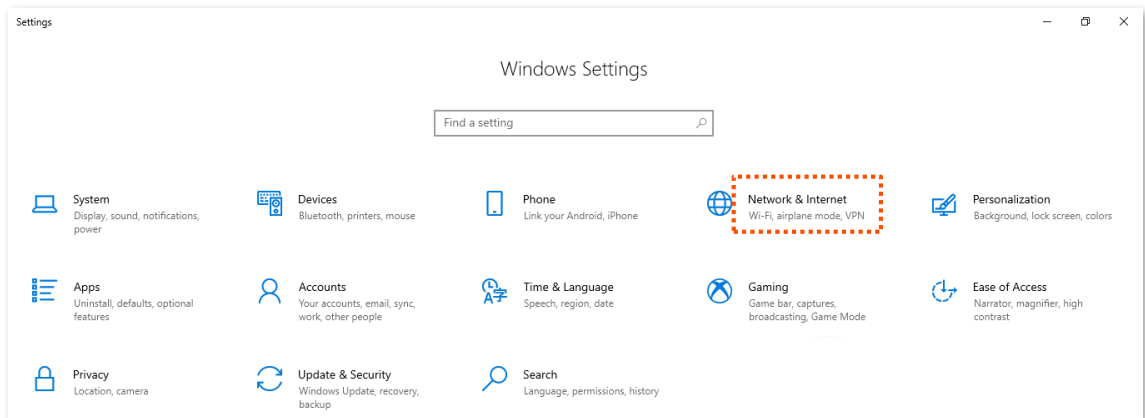 Settings
Windows Settings
Find a setting
System
Display, sound, notifications,
power
Devices
Bluetooth, printers, mouse
Phone
Link your Android, iPhone
Network & Internet
Wi-Fi, airplane mode, VPN
Personalization
Background, lock screen, colors
Apps
Uninstall, defaults, optional
features
Accounts
Your accounts, email, sync,
work, other people
Time & Language
Speech, region, date
Gaming
Game bar, captures,
broadcasting, Game Mode
Ease of Access
Narrator, magnifier, high
contrast
Privacy
Location, camera
Update & Security
Windows Update, recovery,
backup
Search
Language, permissions, history